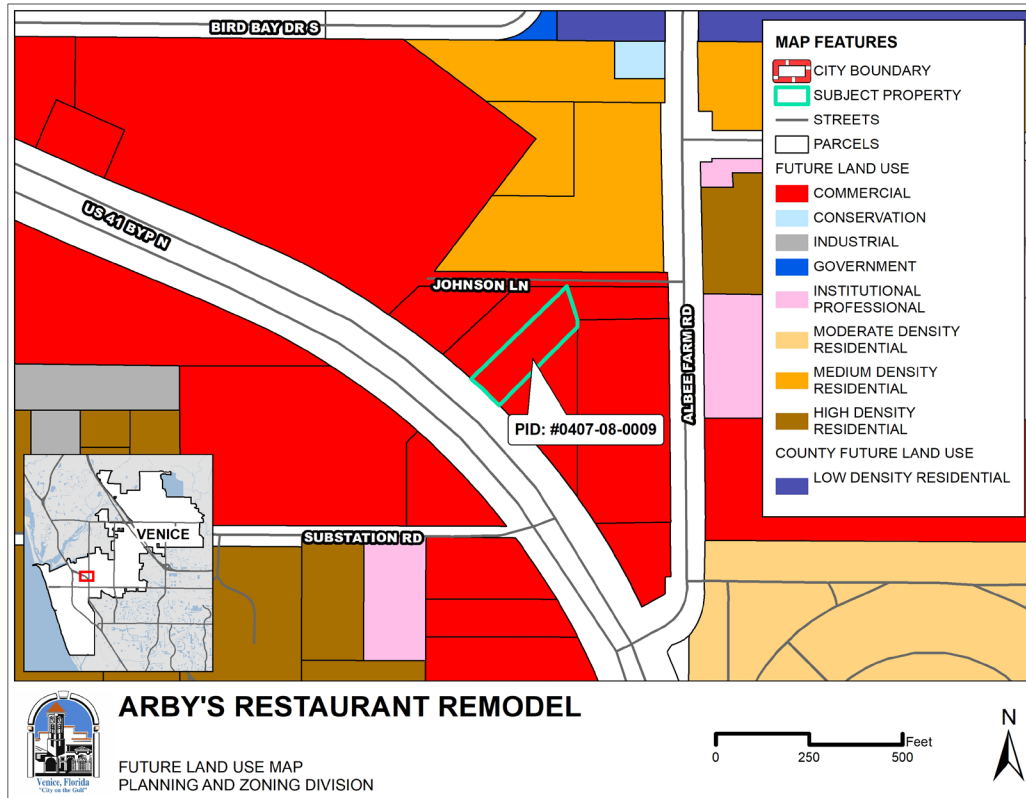 BIRD BAY DR S
US 41 BYP N
JOHNSON LN
ALBEE FARM RD
PID: #0407-08-0009
SUBSTATION RD
VENICE
MAP FEATURES
CITY BOUNDARY
SUBJECT PROPERTY
STREETS
PARCELS
FUTURE LAND USE
COMMERCIAL
CONSERVATION
INDUSTRIAL
GOVERNMENT
INSTITUTIONAL
PROFESSIONAL
MODERATE DENSITY
RESIDENTIAL
MEDIUM DENSITY
RESIDENTIAL
HIGH DENSITY
RESIDENTIAL
COUNTY FUTURE LAND USE
LOW DENSITY RESIDENTIAL
Venice, Florida
"City on the Gulf"
ARBY'S RESTAURANT REMODEL
FUTURE LAND USE MAP
PLANNING AND ZONING DIVISION
Feet
0 250 500
N